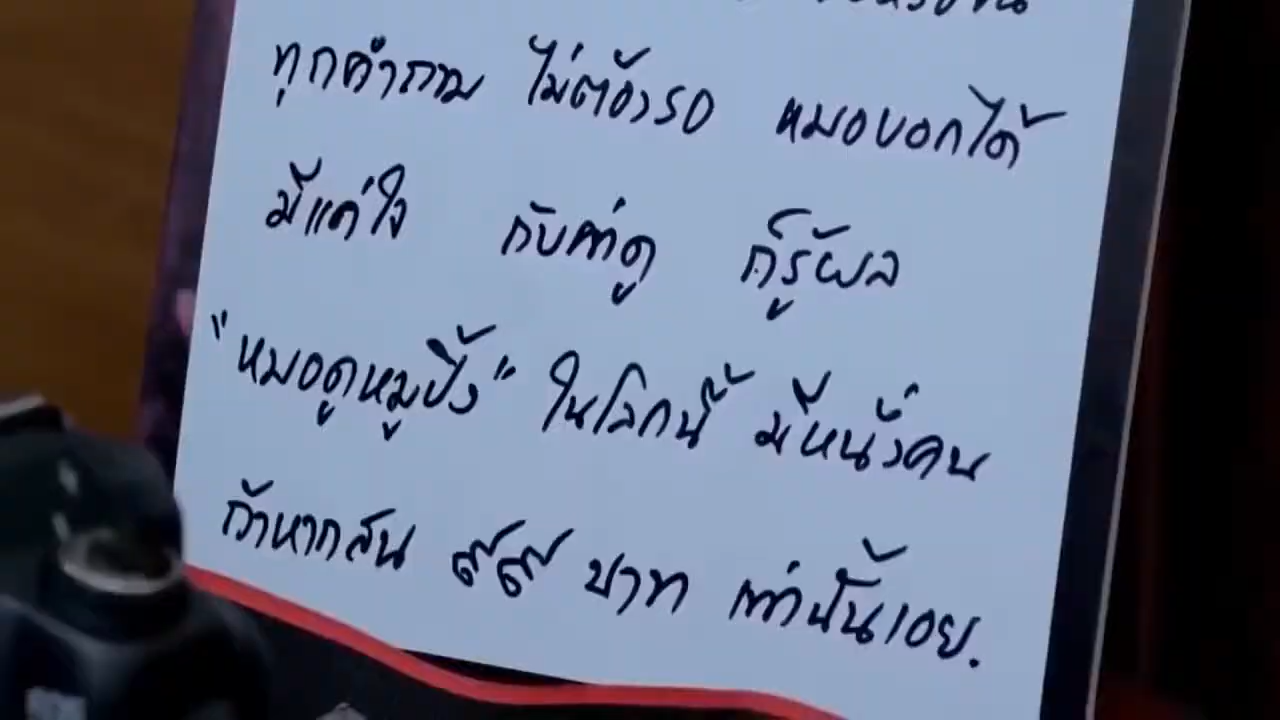 ทุกคำถาม ไม่ต้องรอ หมอบอกได้
มีแค่ใจ กับค่าดู ก็รู้ผล
"หมอดูหมูปิ้ง" ในโลกนี้ มีหนึ่งคน
ถ้าหากสน ๙๙ บาท เท่านั้นเอย.